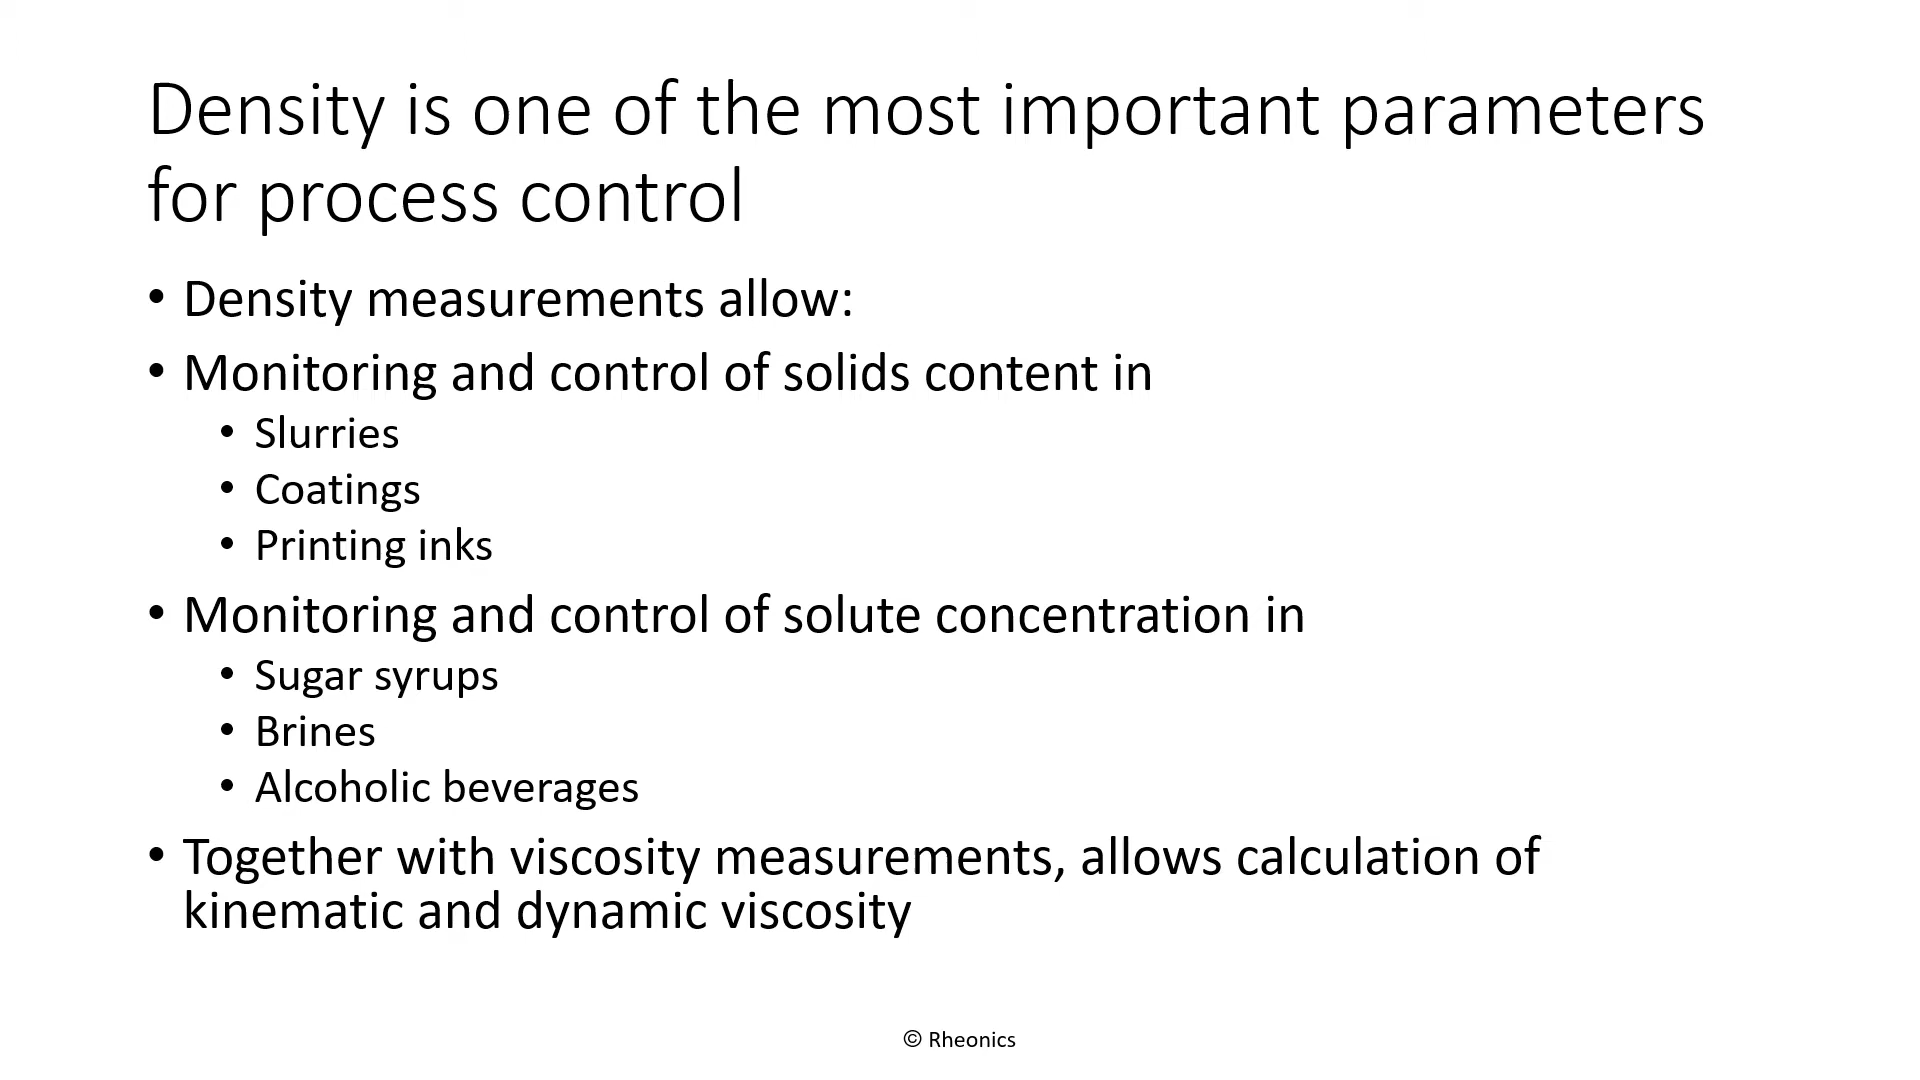 Density is one of the most important parameters
for process control
• Density measurements allow:
• Monitoring and control of solids content in
• Slurries
• Coatings
• Printing inks
• Monitoring and control of solute concentration in
• Sugar syrups
• Brines
• Alcoholic beverages
• Together with viscosity measurements, allows calculation of
kinematic and dynamic viscosity
© Rheonics